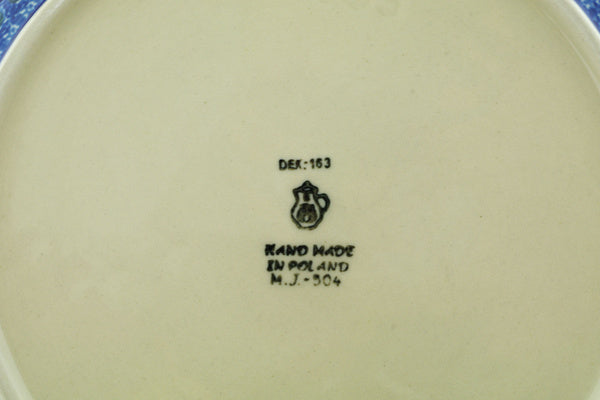 DEK:163
HAND MADE
IN POLAND
M.J.-904